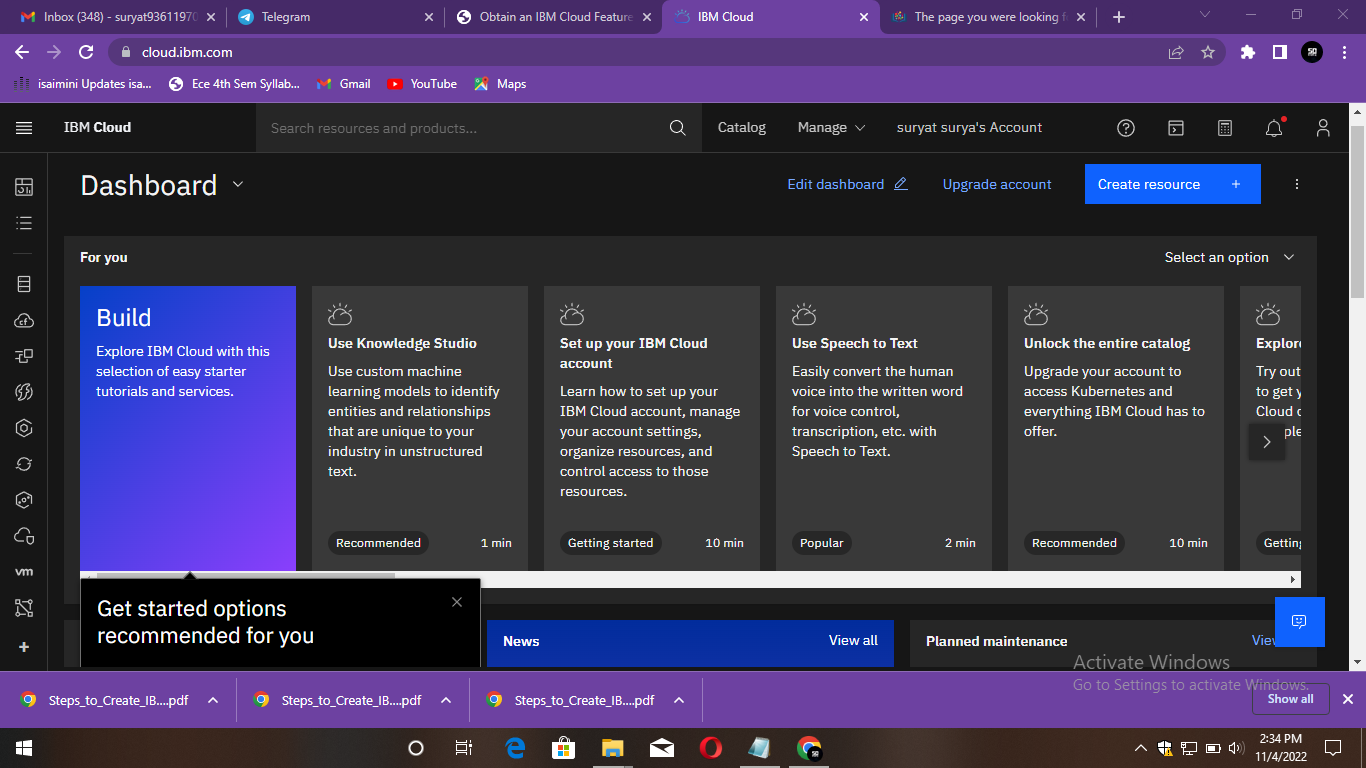 Inbox (348) - suryat93611970
Telegram
Obtain an IBM Cloud Feature
IBM Cloud
The page you were looking f
cloud.ibm.com
isaimini Updates isa...
Ece 4th Sem Syllab...
Gmail
YouTube
Maps
IBM Cloud
Search resources and products...
Catalog
Manage
suryat surya's Account
Dashboard
Edit dashboard
Upgrade account
Create resource +
For you
Select an option
Build
Explore IBM Cloud with this
selection of easy starter
tutorials and services.
Use Knowledge Studio
Use custom machine
learning models to identify
entities and relationships
that are unique to your
industry in unstructured
text.
Recommended
1 min
Set up your IBM Cloud
account
Learn how to set up your
IBM Cloud account, manage
your account settings,
organize resources, and
control access to those
resources.
Getting started
10 min
Use Speech to Text
Easily convert the human
voice into the written word
for voice control,
transcription, etc. with
Speech to Text.
Popular
2 min
Unlock the entire catalog
Upgrade your account to
access Kubernetes and
everything IBM Cloud has to
offer.
Recommended
10 min
Explore
Try out
to get y
Cloud
ple
Getting
cf
vm
Get started options
recommended for you
News
View all
Planned maintenance
View
Activate Windows
Go to Settings to activate Windows.
Steps_to_Create_IB....pdf
Steps_to_Create_IB....pdf
Steps_to_Create_IB....pdf
Show all
2:34 PM
11/4/2022